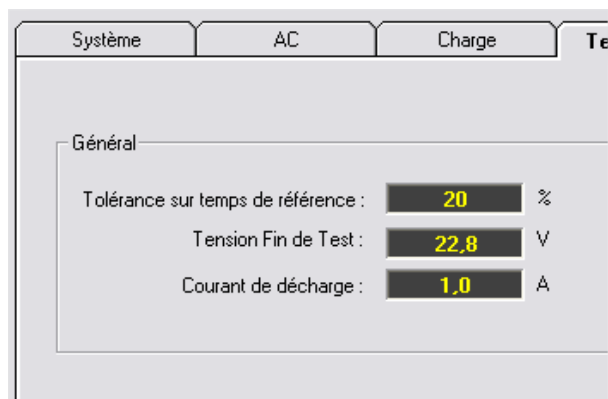 Système AC Charge Te
Général
Tolérance sur temps de référence : 20 %
Tension Fin de Test : 22,8 V
Courant de décharge : 1,0 A